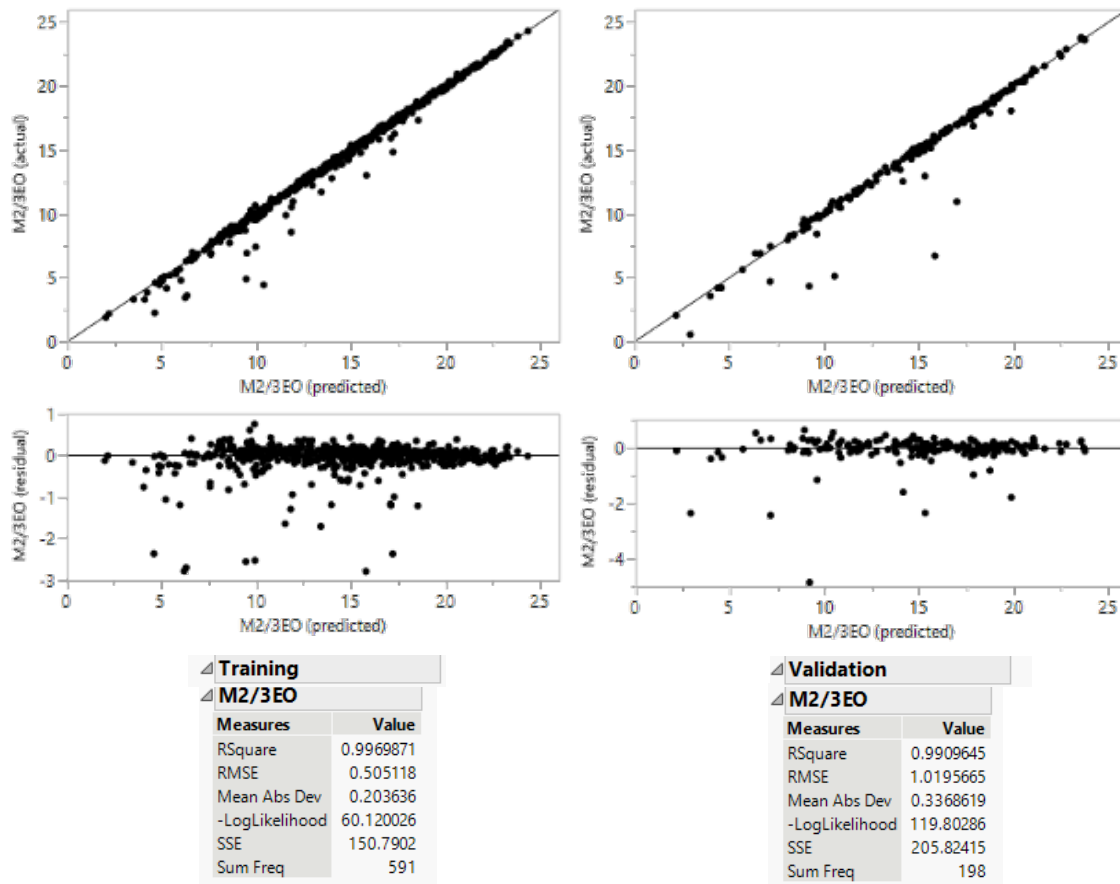 25
20
15
10
5
0
M2/3EO (actual)
0 5 10 15 20 25
M2/3EO (predicted)
25
20
15
10
5
0
M2/3EO (actual)
0 5 10 15 20 25
M2/3EO (predicted)
1
0
-1
-2
-3
M2/3EO (residual)
0 5 10 15 20 25
M2/3EO (predicted)
0
-2
-4
M2/3EO (residual)
0 5 10 15 20 25
M2/3EO (predicted)
Training
M2/3EO
Measures Value
RSquare 0.9969871
RMSE 0.505118
Mean Abs Dev 0.203636
-LogLikelihood 60.120026
SSE 150.7902
Sum Freq 591
Validation
M2/3EO
Measures Value
RSquare 0.9909645
RMSE 1.0195665
Mean Abs Dev 0.3368619
-LogLikelihood 119.80286
SSE 205.82415
Sum Freq 198